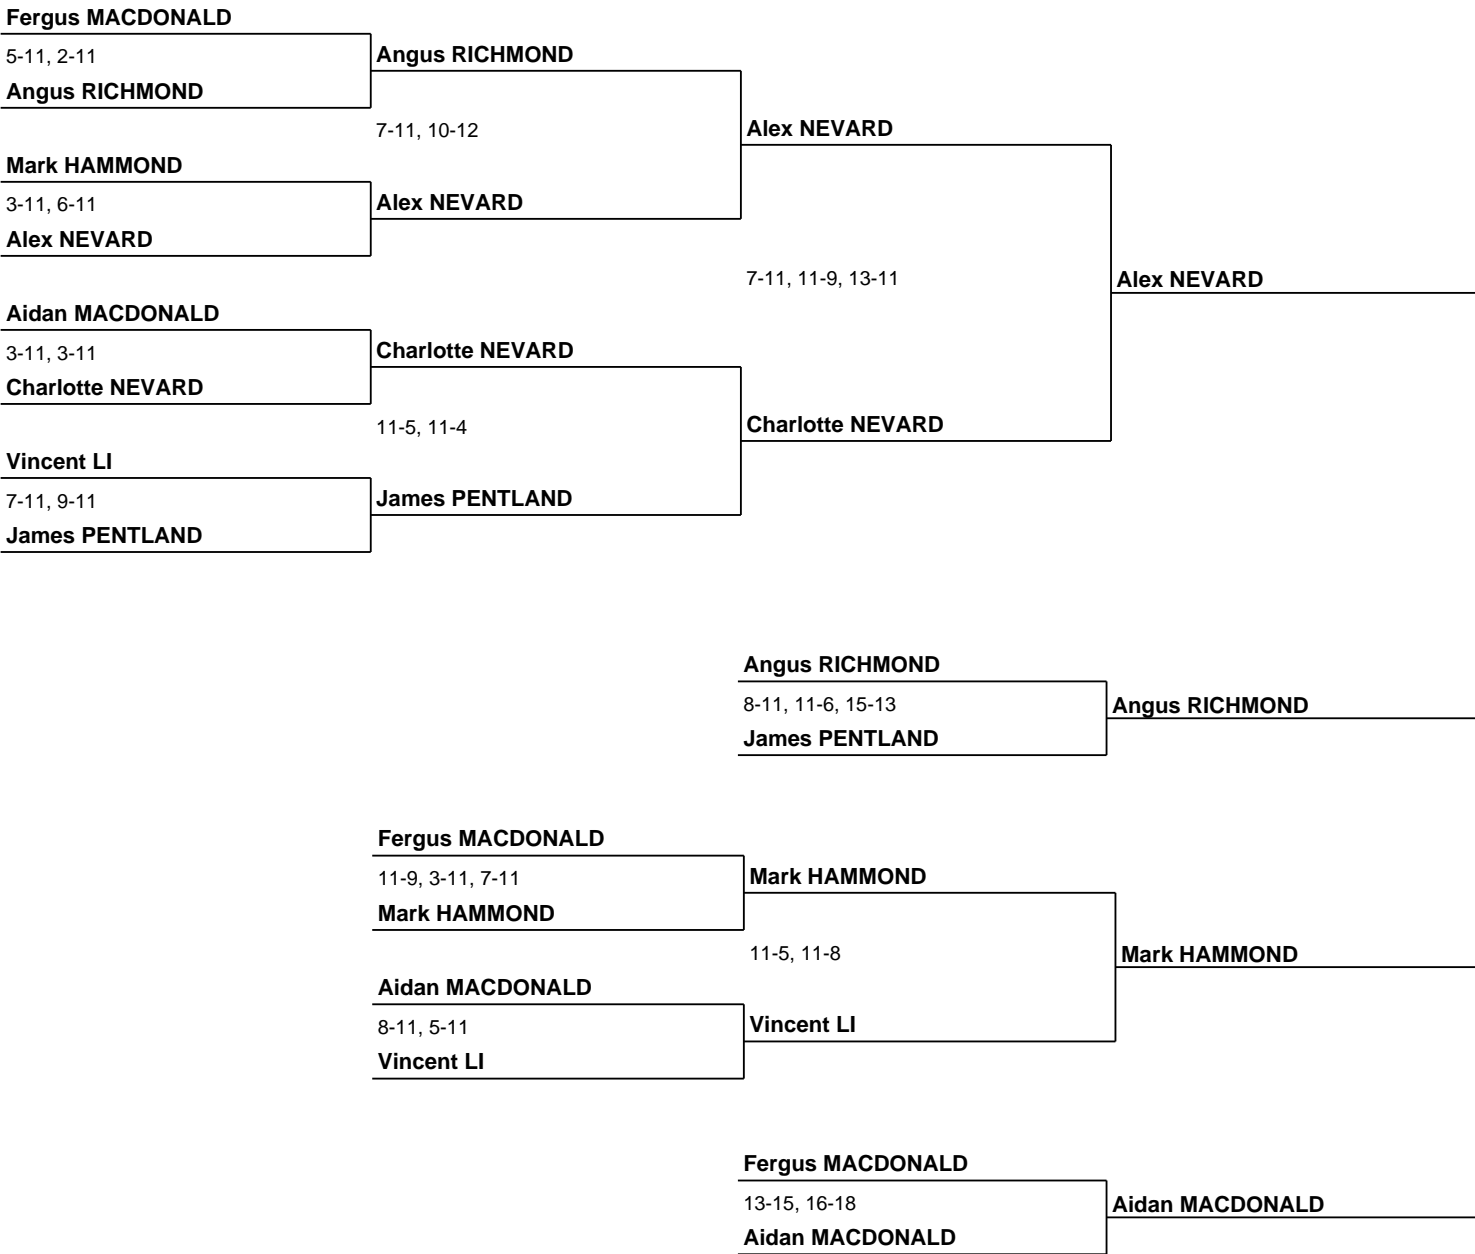 Fergus MACDONALD
5-11, 2-11
Angus RICHMOND
Angus RICHMOND
7-11, 10-12
Alex NEVARD
Mark HAMMOND
3-11, 6-11
Alex NEVARD
Alex NEVARD
7-11, 11-9, 13-11
Alex NEVARD
Aidan MACDONALD
3-11, 3-11
Charlotte NEVARD
Charlotte NEVARD
11-5, 11-4
Charlotte NEVARD
Vincent LI
7-11, 9-11
James PENTLAND
James PENTLAND
Angus RICHMOND
8-11, 11-6, 15-13
Angus RICHMOND
James PENTLAND
Fergus MACDONALD
11-9, 3-11, 7-11
Mark HAMMOND
Mark HAMMOND
11-5, 11-8
Mark HAMMOND
Aidan MACDONALD
8-11, 5-11
Vincent LI
Vincent LI
Fergus MACDONALD
13-15, 16-18
Aidan MACDONALD
Aidan MACDONALD